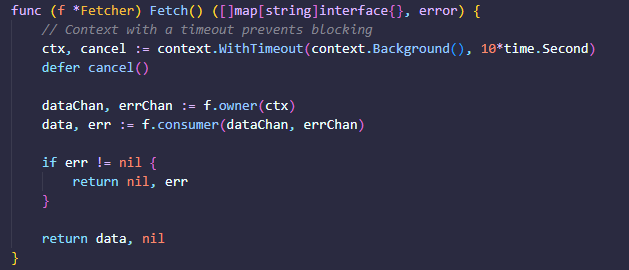 func (f *Fetcher) Fetch() ([]map[string]interface{}, error) {
// Context with a timeout prevents blocking
ctx, cancel := context.WithTimeout(context.Background(), 10*time.Second)
defer cancel()
dataChan, errChan := f.owner(ctx)
data, err := f.consumer(dataChan, errChan)
if err != nil {
return nil, err
}
return data, nil
}